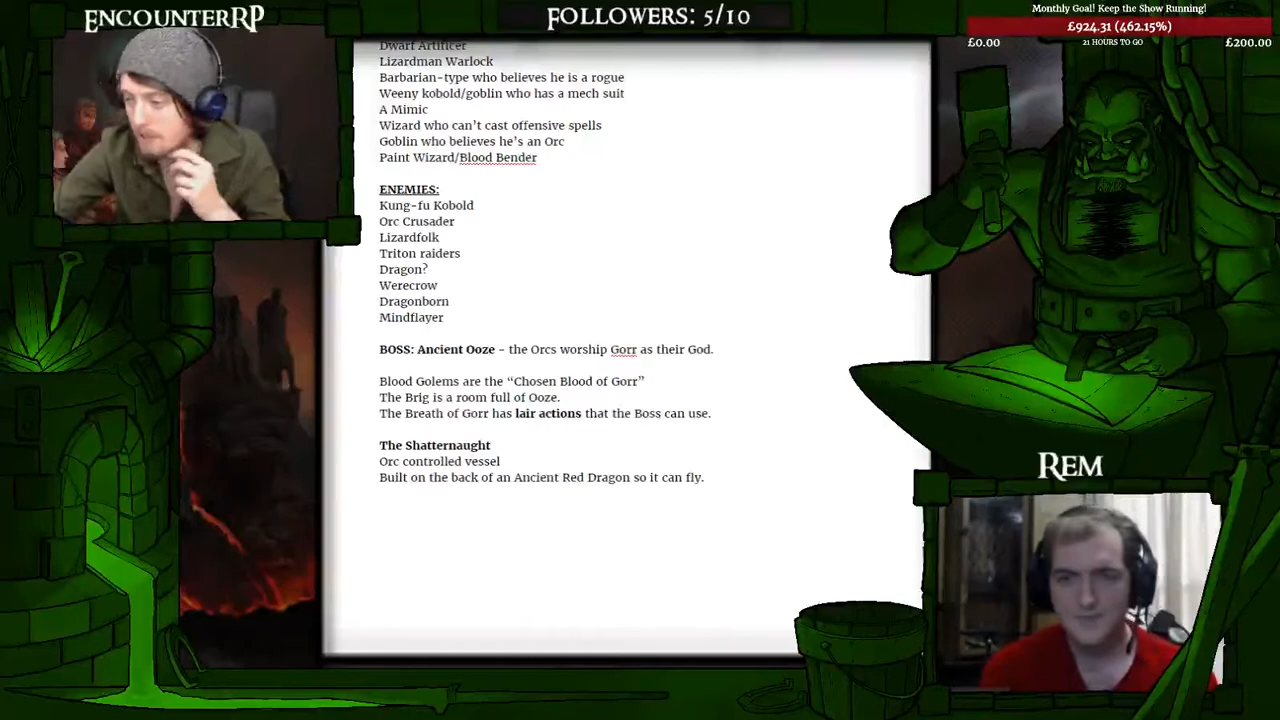 EncounterRP
Followers: 5/10
Monthly Goal! Keep the Show Running!
£924.31 (462.15%)
£0.00
21 HOURS TO GO
£200.00
Dwarf Artificer
Lizardman Warlock
Barbarian-type who believes he is a rogue
Weeny kobold/goblin who has a mech suit
A Mimic
Wizard who can’t cast offensive spells
Goblin who believes he’s an Orc
Paint Wizard/Blood Bender
ENEMIES:
Kung-fu Kobold
Orc Crusader
Lizardfolk
Triton raiders
Dragon?
Werecrow
Dragonborn
Mindflayer
BOSS: Ancient Ooze - the Orcs worship Gorr as their God.
Blood Golems are the “Chosen Blood of Gorr”
The Brig is a room full of Ooze.
The Breath of Gorr has lair actions that the Boss can use.
The Shatternaught
Orc controlled vessel
Built on the back of an Ancient Red Dragon so it can fly.
Rem